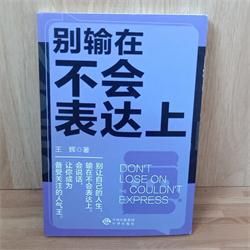 别输在
不会
表达上
王辉◎著
别让自己的人生，
输在不会表达上。
会说话，
让你成为
备受关注的人气王。
DON'T
LOSE ON
COULDN'T
EXPRESS